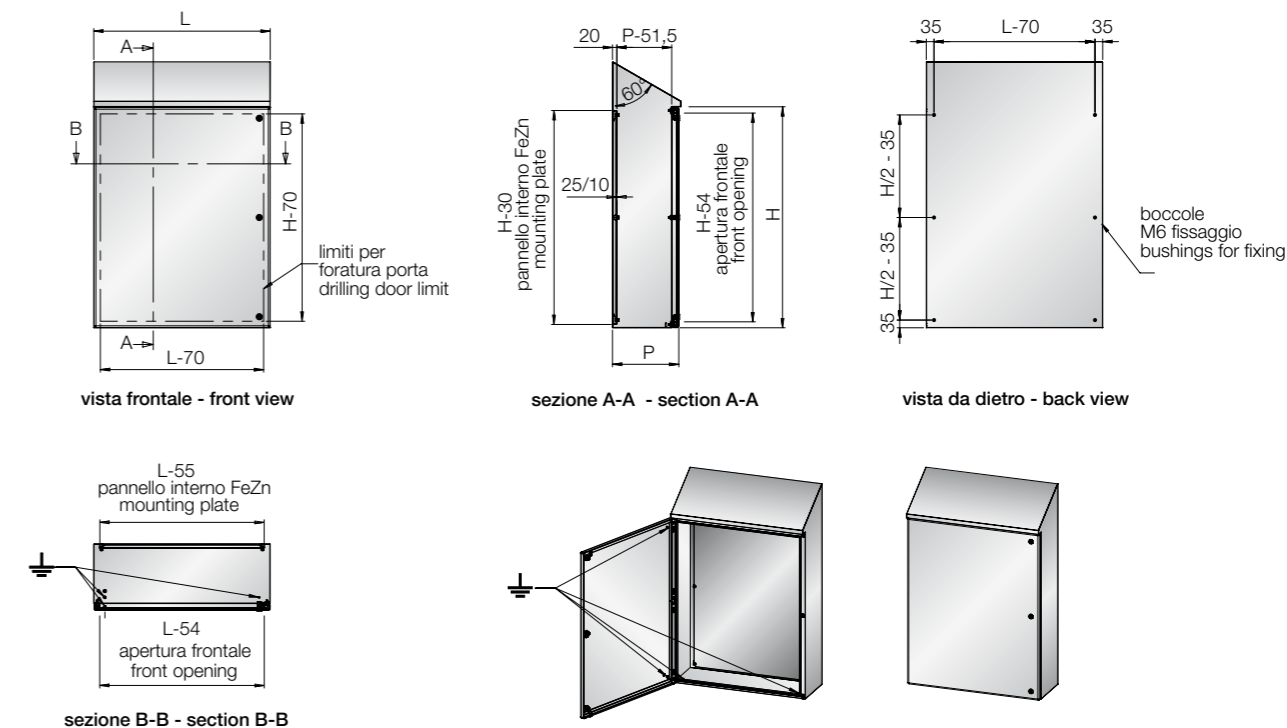 L
A
B
B
H-70
limiti per
foratura porta
drilling door limit
A
L-70
vista frontale - front view
20
P-51,5
60°
25/10
H-30
pannello interno FeZn
mounting plate
H-54
apertura frontale
front opening
H
P
sezione A-A - section A-A
35
L-70
35
H/2 - 35
H/2 - 35
35
boccole
M6 fissaggio
bushings for fixing
vista da dietro - back view
L-55
pannello interno FeZn
mounting plate
L-54
apertura frontale
front opening
sezione B-B - section B-B